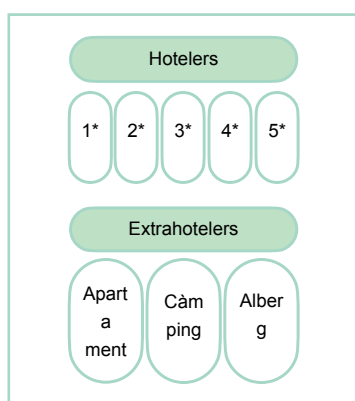 Hotelers
1* 2* 3* 4* 5*
Extrahotelers
Apart
a
ment
Càm
ping
Alber
g